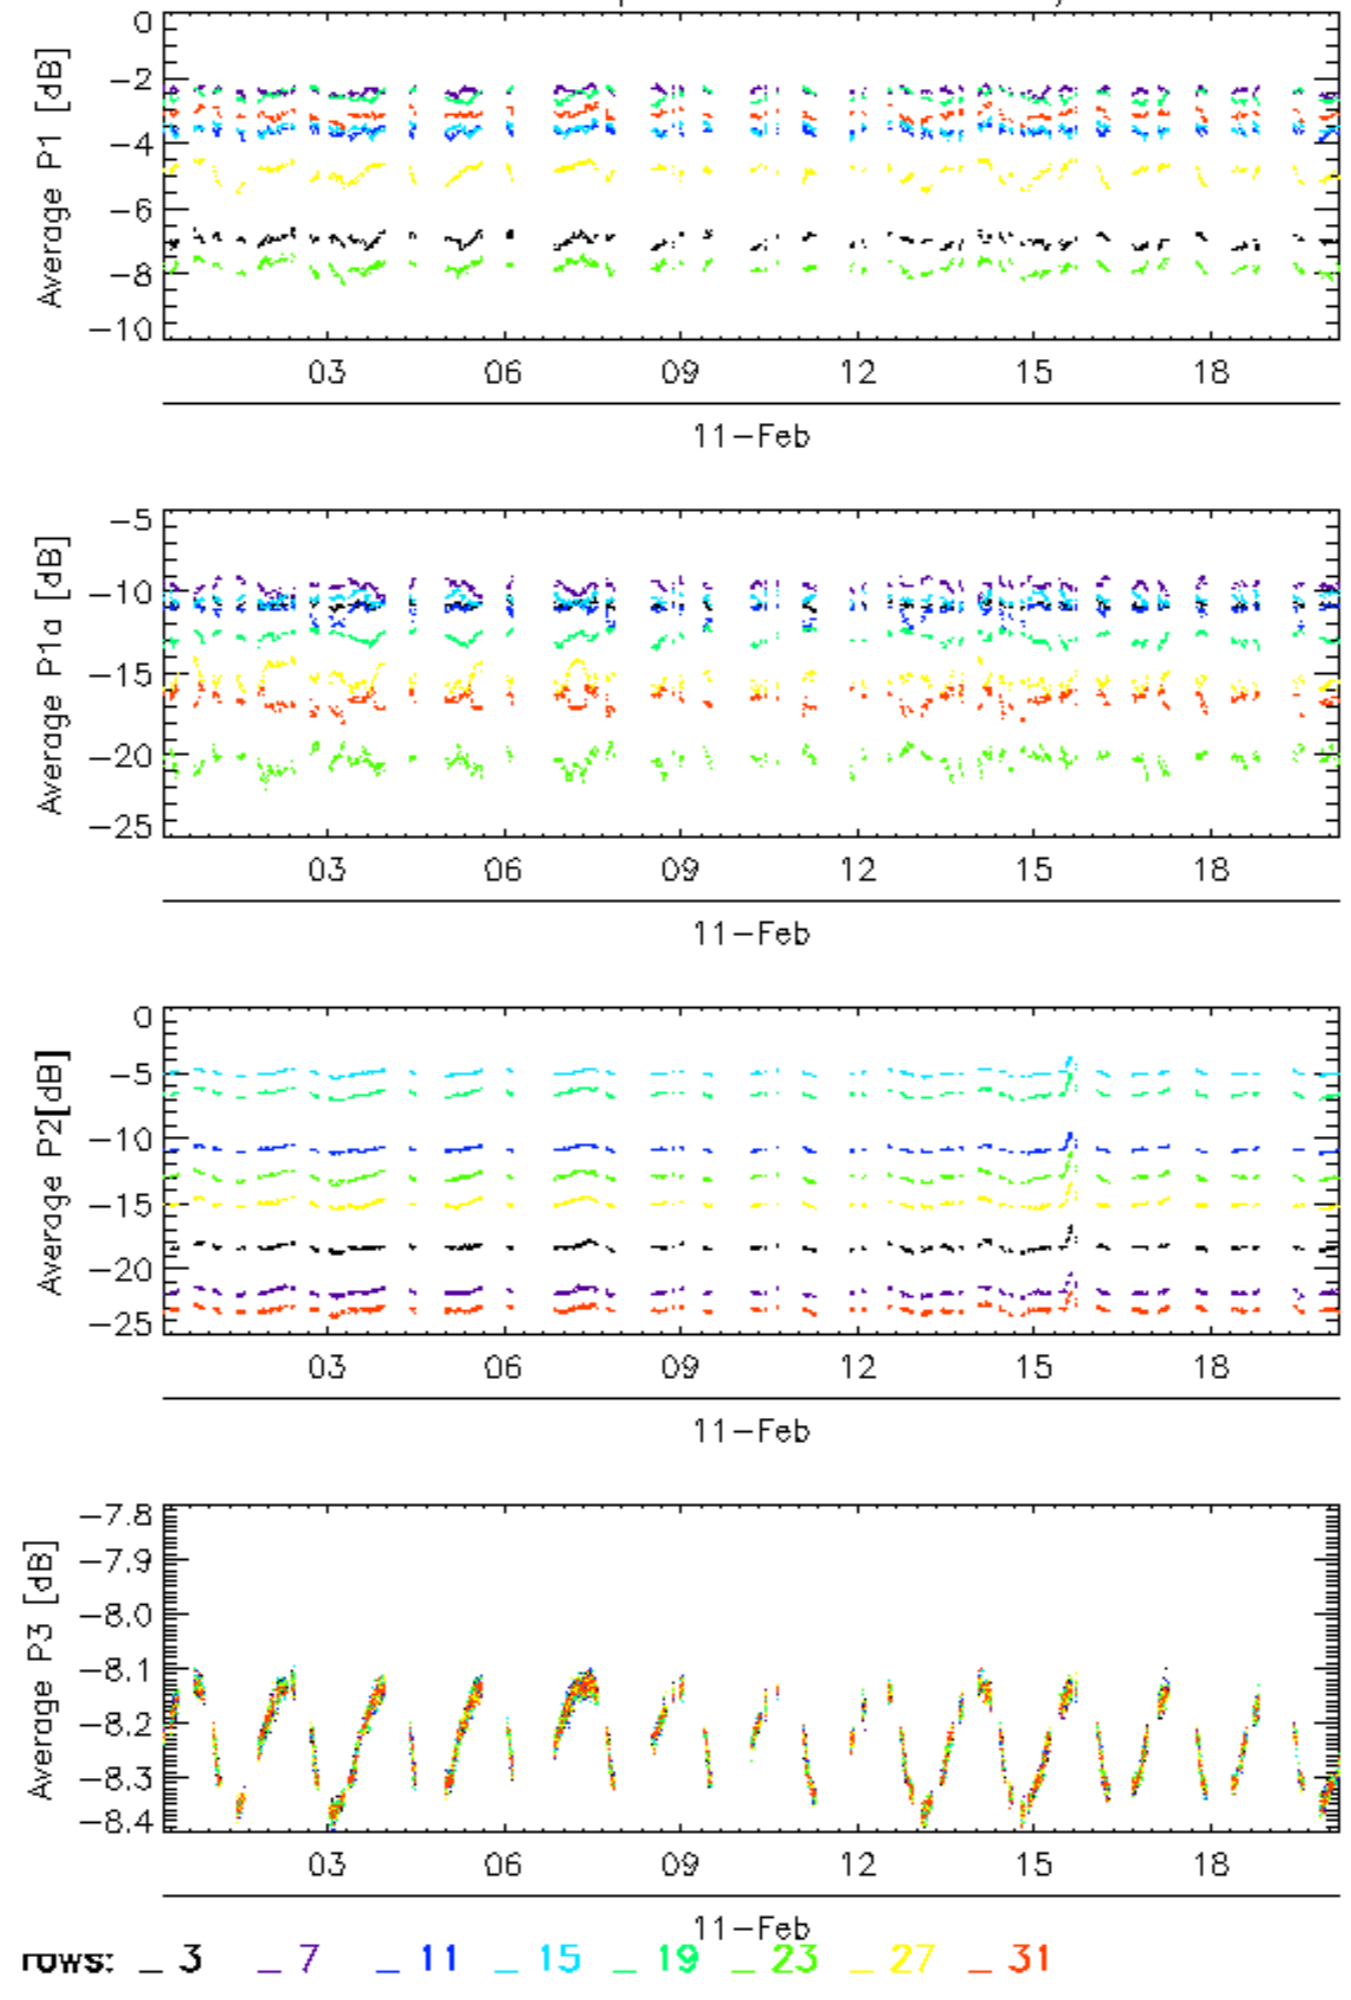 0
−2
−4
−6
−8
−10
Average P1 [dB]
03 06 09 12 15 18
11−Feb
−5
−10
−15
−20
−25
Average P1a [dB]
03 06 09 12 15 18
11−Feb
0
−5
−10
−15
−20
−25
Average P2[dB]
03 06 09 12 15 18
11−Feb
−7.8
−7.9
−8.0
−8.1
−8.2
−8.3
−8.4
Average P3 [dB]
03 06 09 12 15 18
11−Feb
rows: _ 3 _ 7 _ 11 _ 15 _ 19 _ 23 _ 27 _ 31